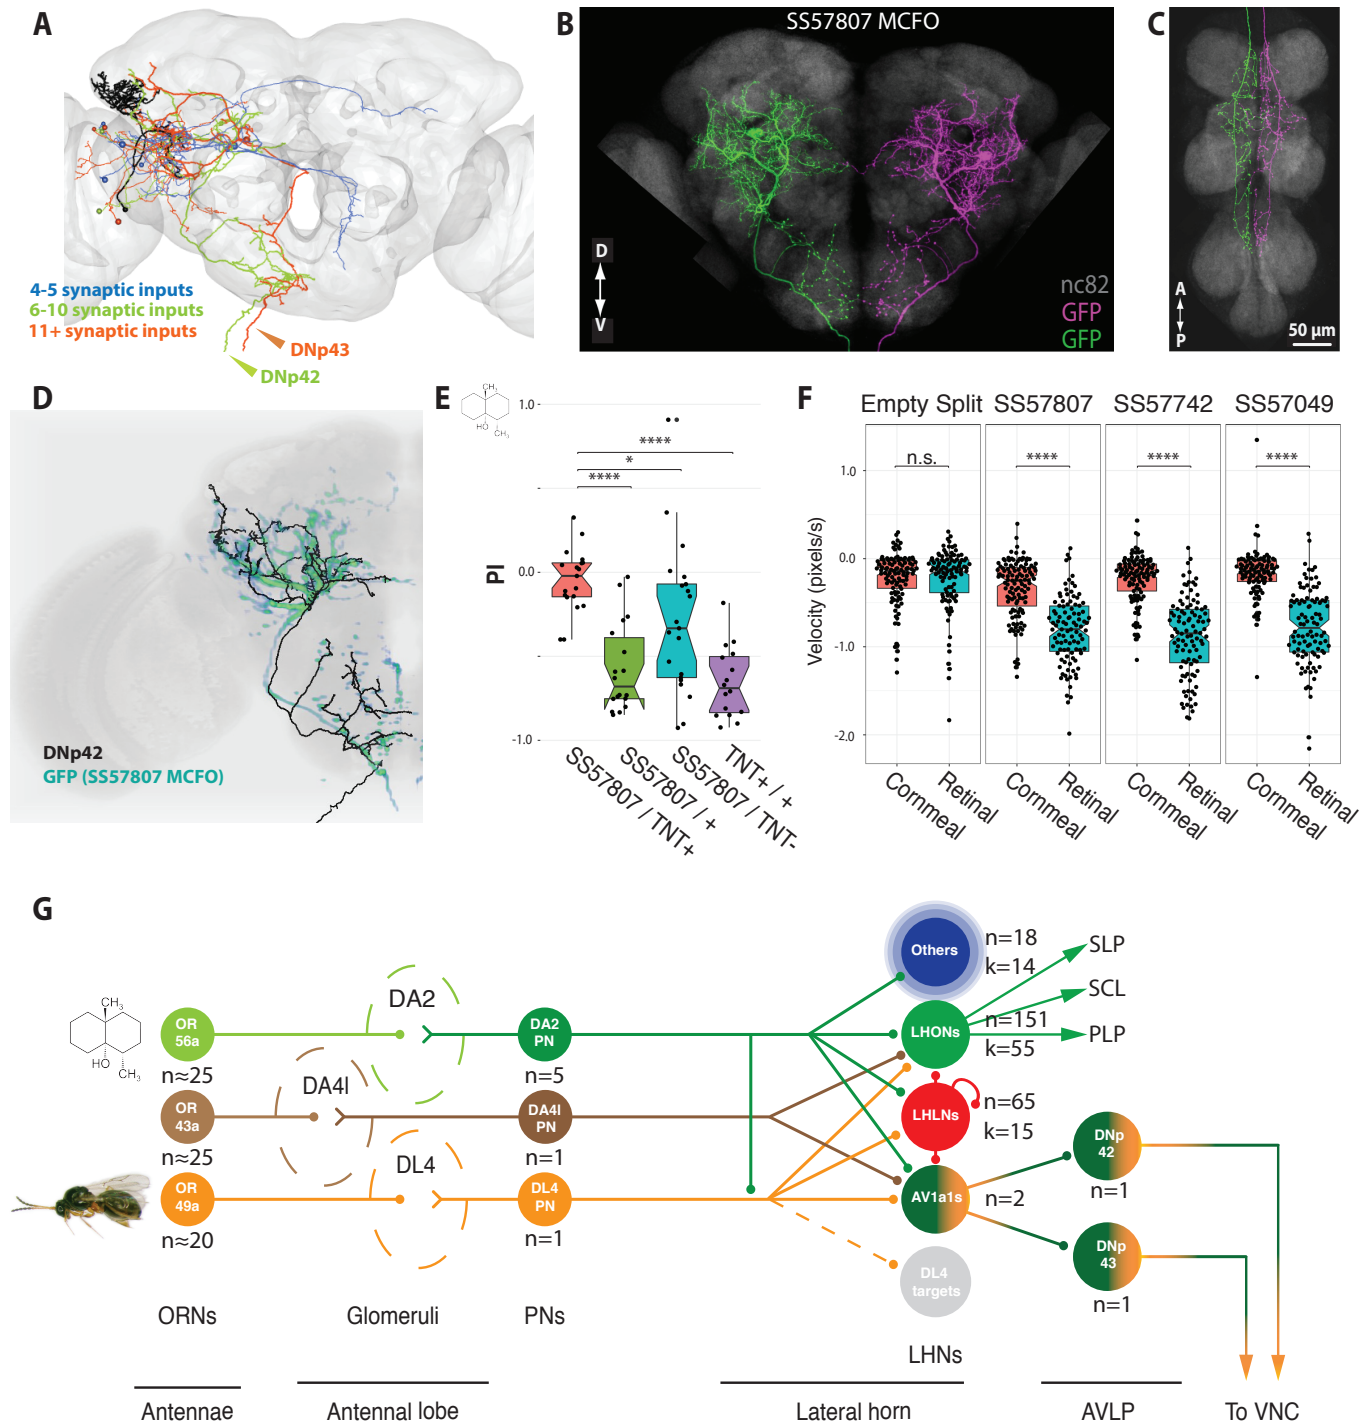 A
4-5 synaptic inputs
6-10 synaptic inputs
11+ synaptic inputs
DNp43
DNp42
B
SS57807 MCFO
D
V
nc82
GFP
GFP
C
A
P
50 µm
D
DNp42
GFP (SS57807 MCFO)
E
CH₃
HO
CH₃
1.0
0.0
-1.0
PI
****
*
****
SS57807 / TNT+
SS57807 / +
SS57807 / TNT-
TNT+ / +
F
Empty Split SS57807 SS57742 SS57049
n.s. **** **** ****
Velocity (pixels/s)
1.0
0.0
-1.0
-2.0
Cornmeal
Retinal
Cornmeal
Retinal
Cornmeal
Retinal
Cornmeal
Retinal
G
CH₃
HO
CH₃
OR
56a
n≈25
OR
43a
n≈25
OR
49a
n≈20
DA2
DA4l
DL4
DA2
PN
n=5
DA4l
PN
n=1
DL4
PN
n=1
Others
n=18
k=14
LHONs
n=151
k=55
LHLNs
n=65
k=15
AV1a1s
n=2
DL4
targets
SLP
SCL
PLP
DNp
42
n=1
DNp
43
n=1
ORNs
Glomeruli
PNs
LHNs
Antennae
Antennal lobe
Lateral horn
AVLP
To VNC